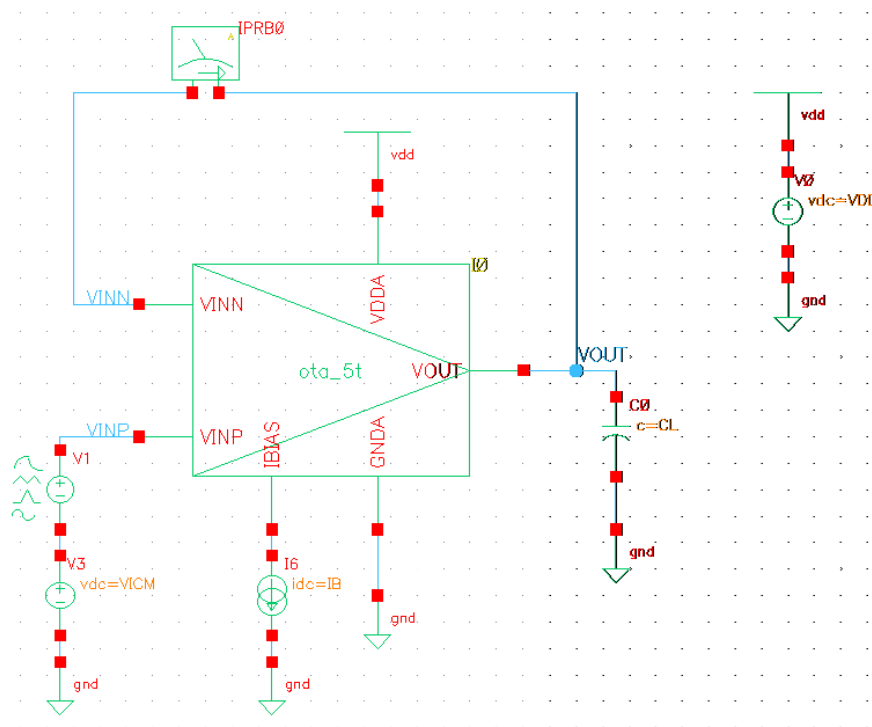 IPRB0
A
vdd
vdd
V0
vdc=VDI
I0
VINN
VINN
VDDA
gnd
ota_5t
VOUT
VOUT
C0
c=CL
VINP
VINP
IBIAS
GNDA
V1
gnd
V3
vdc=VICM
I6
idc=IB
gnd
gnd
gnd